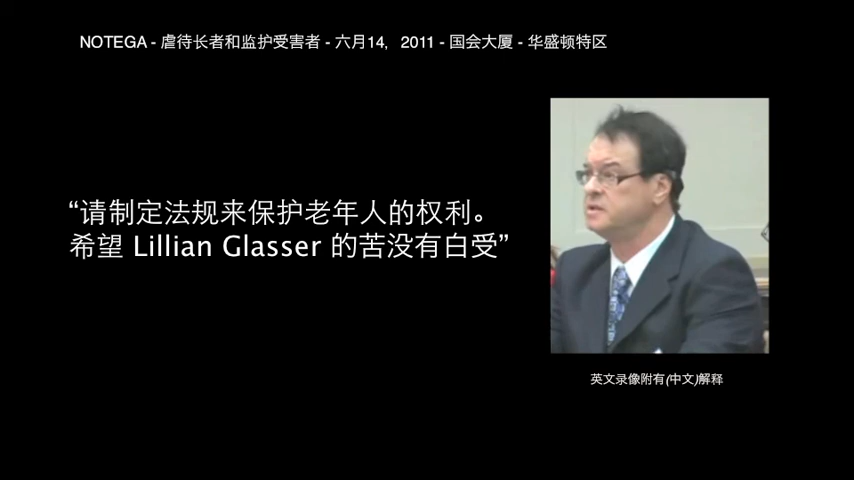 NOTEGA - 虐待长者和监护受害者 - 六月14, 2011 - 国会大厦 - 华盛顿特区
“请制定法规来保护老年人的权利。
希望 Lillian Glasser 的苦没有白受”
英文录像附有(中文)解释